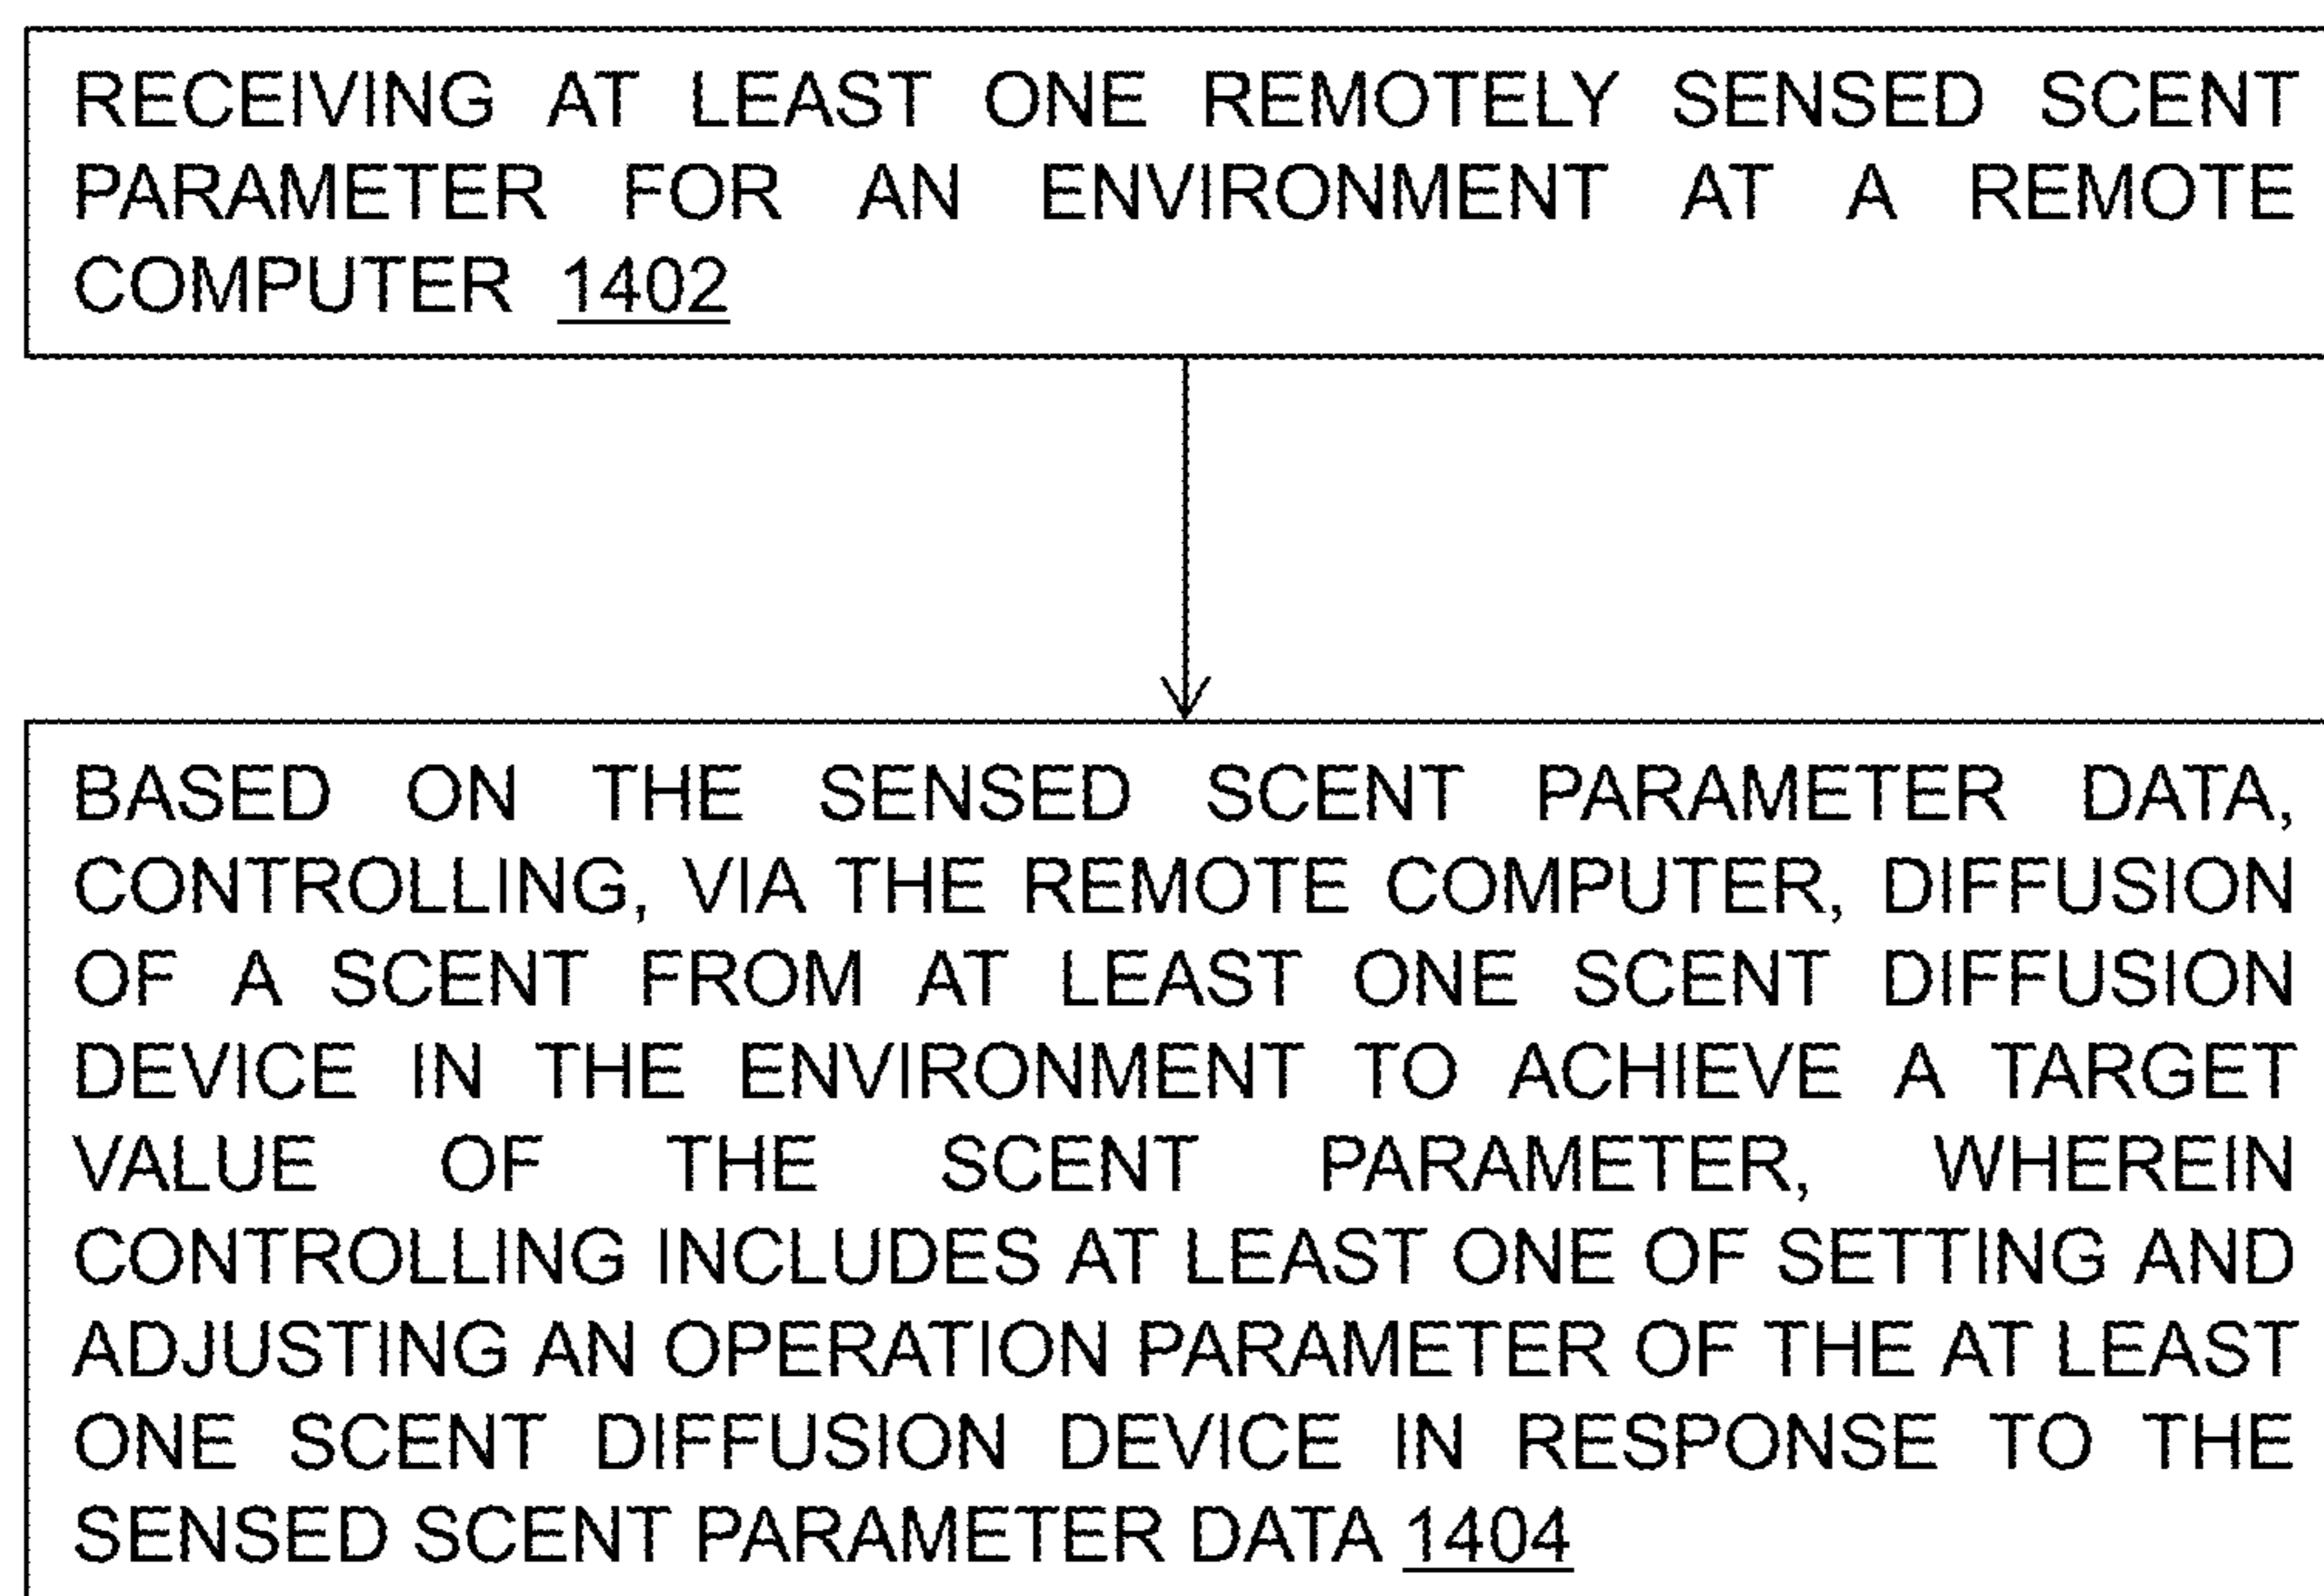 RECEIVING AT LEAST ONE REMOTELY SENSED SCENT
PARAMETER FOR AN ENVIRONMENT AT A REMOTE
COMPUTER 1402
BASED ON THE SENSED SCENT PARAMETER DATA,
CONTROLLING, VIA THE REMOTE COMPUTER, DIFFUSION
OF A SCENT FROM AT LEAST ONE SCENT DIFFUSION
DEVICE IN THE ENVIRONMENT TO ACHIEVE A TARGET
VALUE OF THE SCENT PARAMETER, WHEREIN
CONTROLLING INCLUDES AT LEAST ONE OF SETTING AND
ADJUSTING AN OPERATION PARAMETER OF THE AT LEAST
ONE SCENT DIFFUSION DEVICE IN RESPONSE TO THE
SENSED SCENT PARAMETER DATA 1404